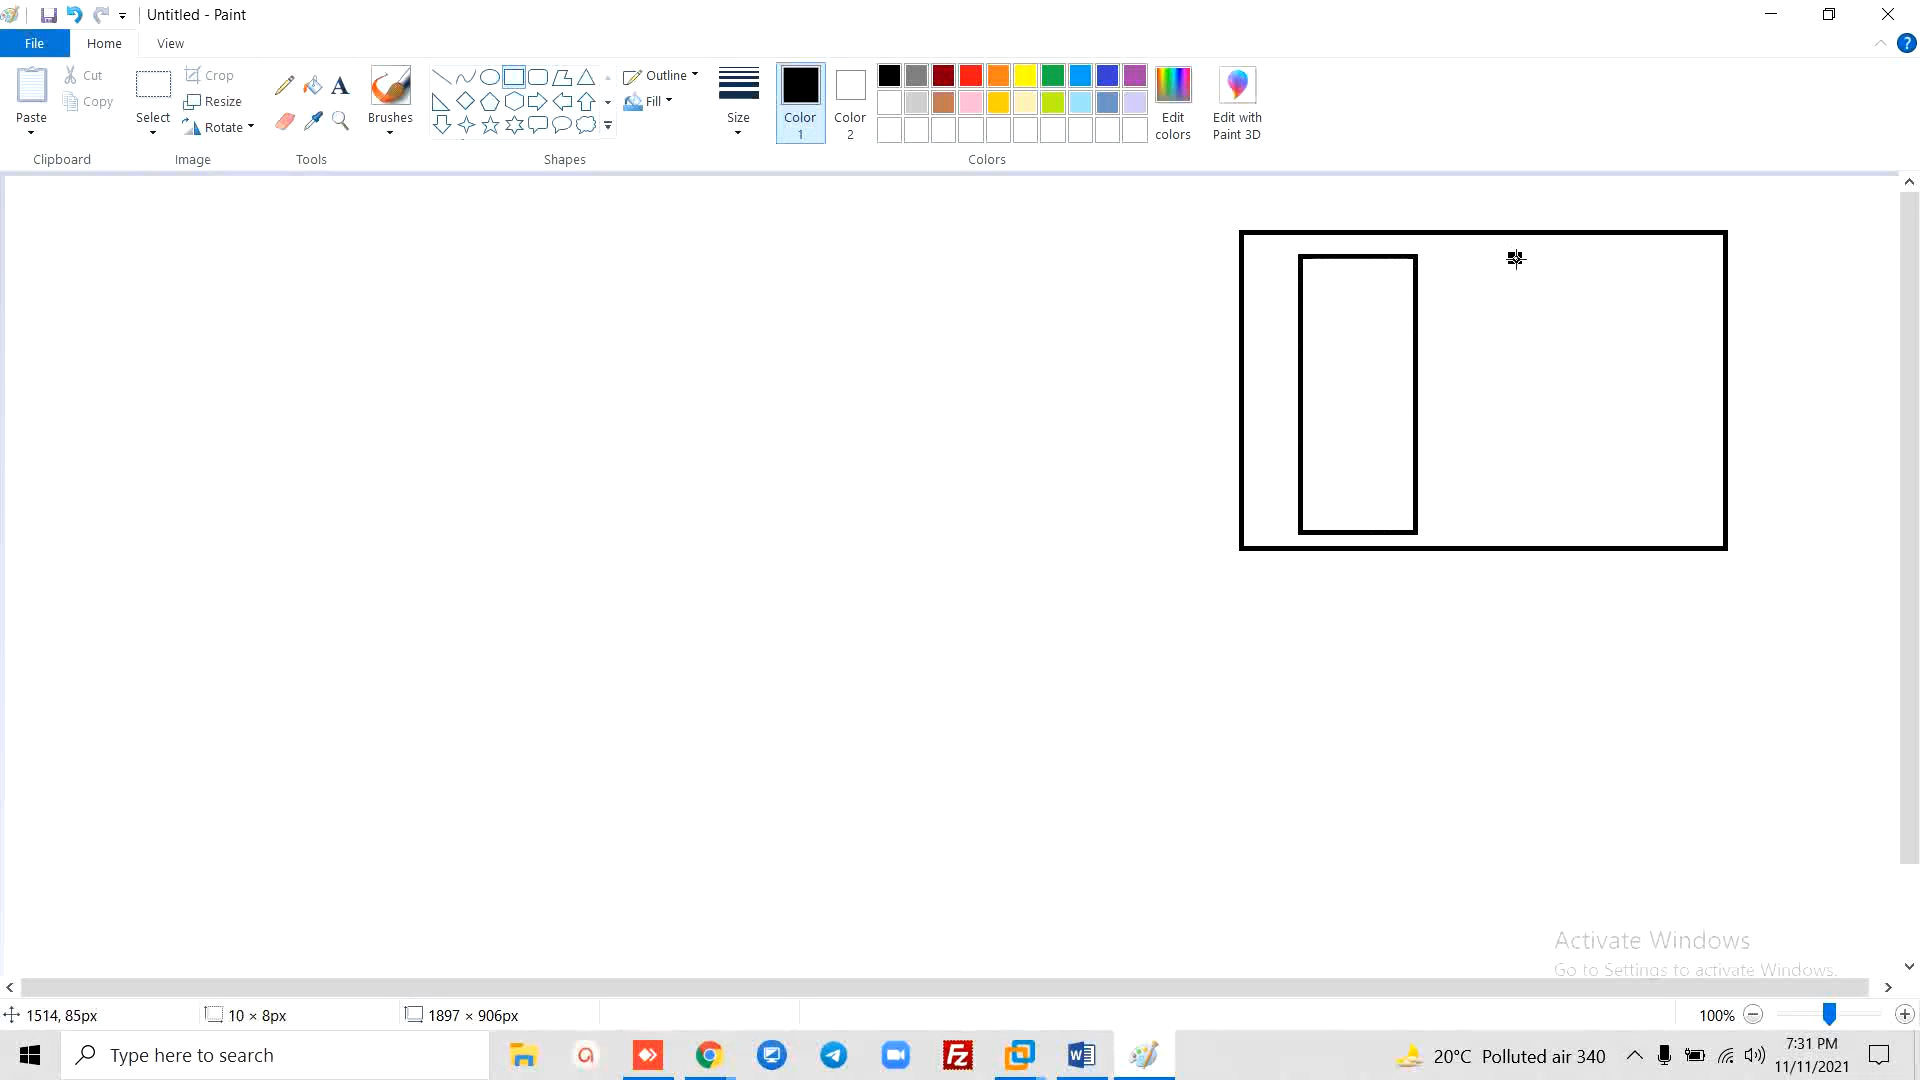 Untitled - Paint
File Home View
Paste
Cut
Copy
Clipboard
Select
Crop
Resize
Rotate
Image
A
Tools
Brushes
Shapes
Outline
Fill
Size
Color 1
Color 2
Colors
Edit colors
Edit with Paint 3D
Activate Windows
Go to Settings to activate Windows.
1514, 85px 10 × 8px 1897 × 906px 100%
Type here to search
20°C Polluted air 340
7:31 PM
11/11/2021